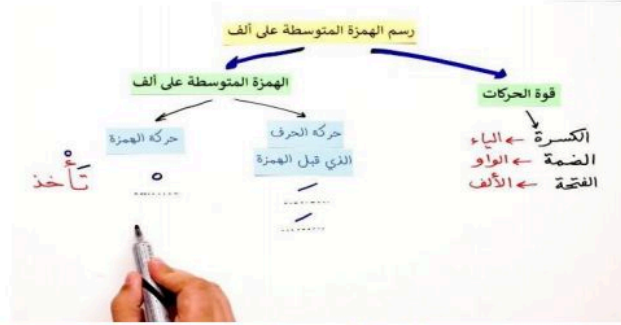 رسم الهمزة المتوسطة على ألف
قوة الحركات
الكسرة ← الياء
الضمة ← الواو
الفتحة ← الألف
الهمزة المتوسطة على ألف
حركة الحرف
الذي قبل الهمزة
حركة الهمزة
تَأْخذ